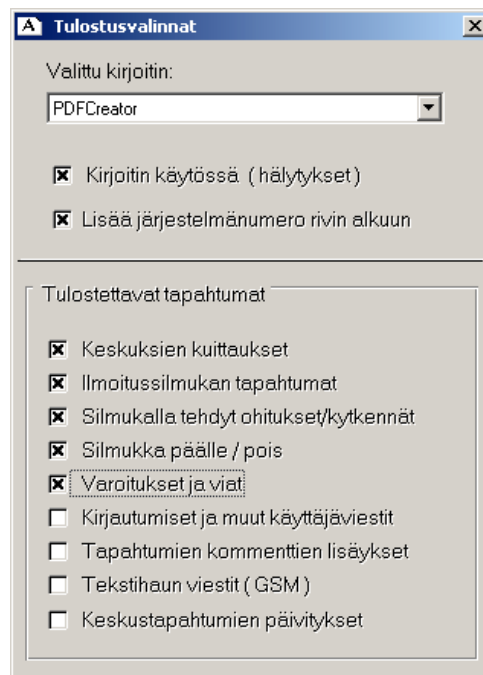 Tulostusvalinnat
Valittu kirjoitin:
PDFCreator
Kirjoitin käytössä ( hälytykset )
Lisää järjestelmänumero rivin alkuun
Tulostettavat tapahtumat
Keskuksien kuittaukset
Ilmoitussilmukan tapahtumat
Silmukalla tehdyt ohitukset/kytkennät
Silmukka päälle / pois
Varoitukset ja viat
Kirjautumiset ja muut käyttäjäviestit
Tapahtumien kommenttien lisäykset
Tekstihaun viestit ( GSM )
Keskustapahtumien päivitykset